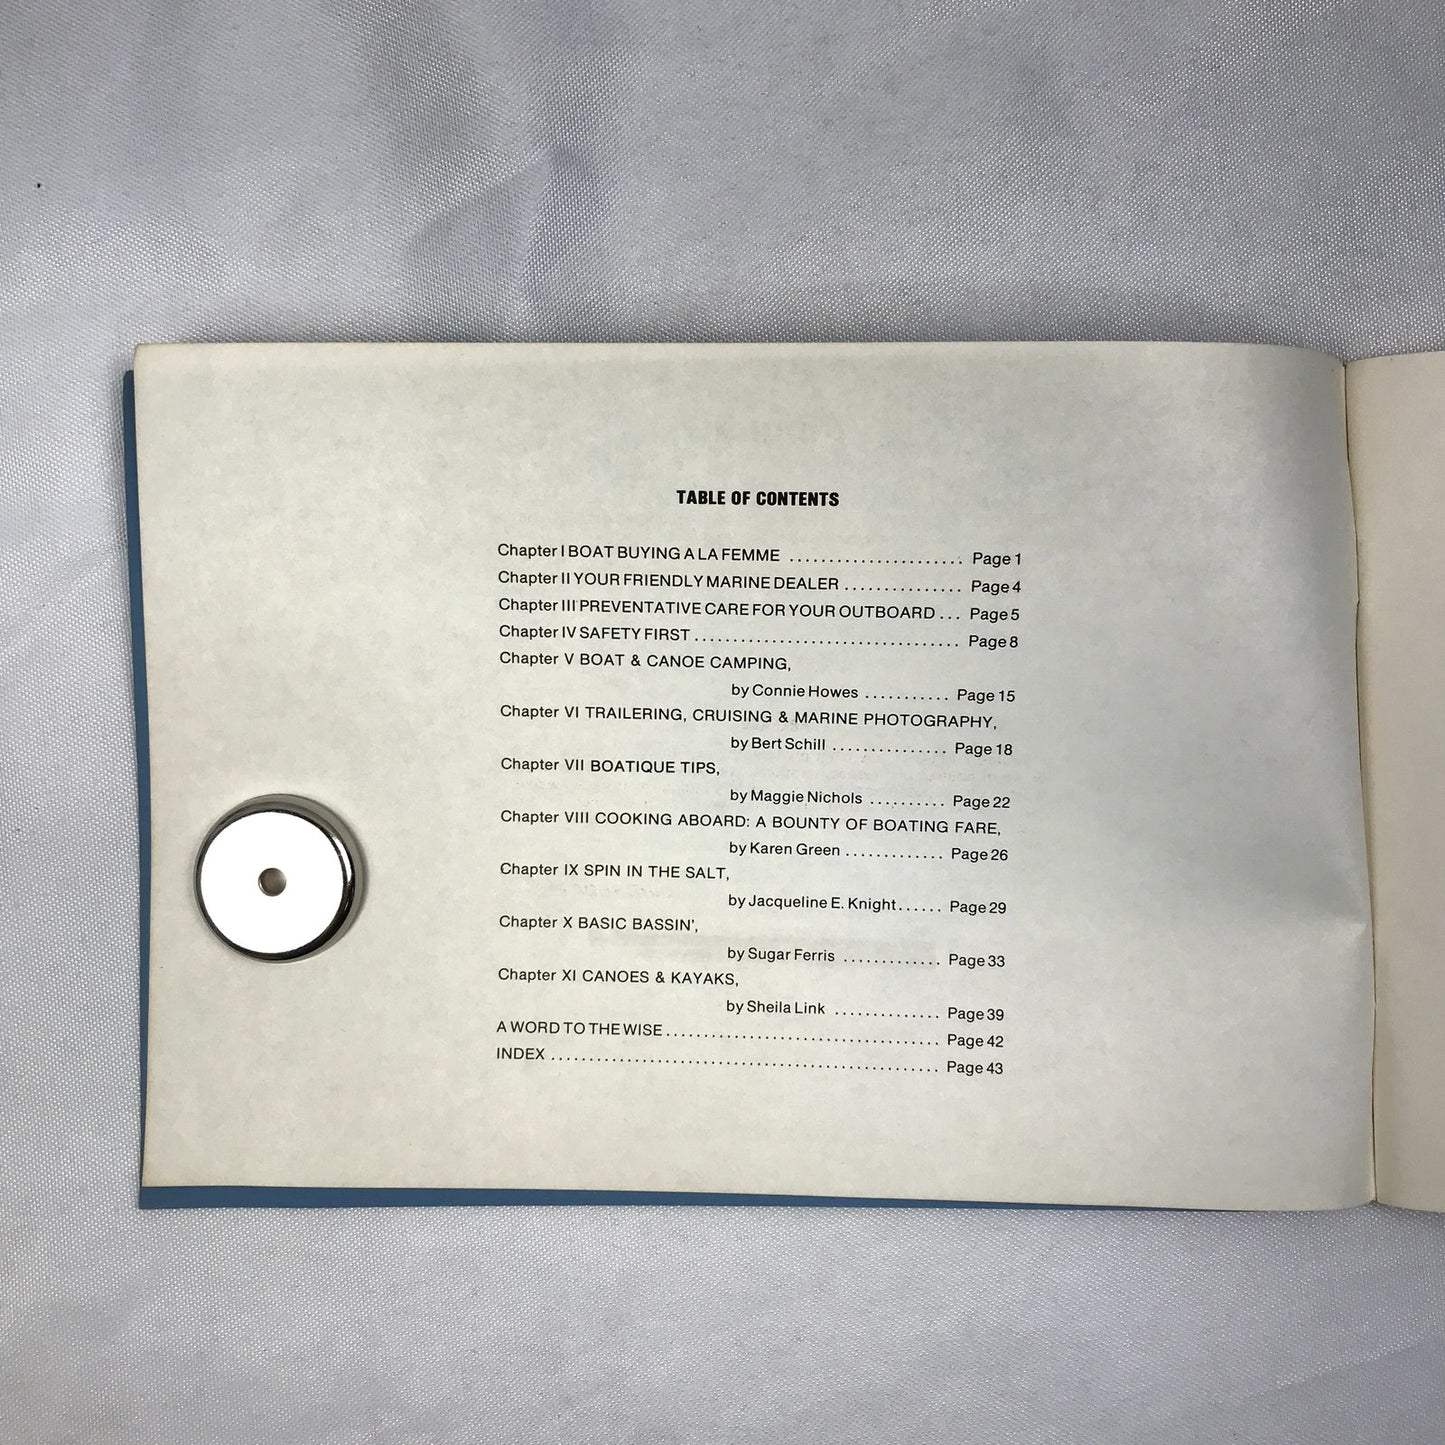 TABLE OF CONTENTS
Chapter I BOAT BUYING A LA FEMME ...................... Page 1
Chapter II YOUR FRIENDLY MARINE DEALER ............... Page 4
Chapter III PREVENTATIVE CARE FOR YOUR OUTBOARD ... Page 5
Chapter IV SAFETY FIRST .................................. Page 8
Chapter V BOAT & CANOE CAMPING,
by Connie Howes ........... Page 15
Chapter VI TRAILERING, CRUISING & MARINE PHOTOGRAPHY,
by Bert Schill ............... Page 18
Chapter VII BOATIQUE TIPS,
by Maggie Nichols .......... Page 22
Chapter VIII COOKING ABOARD: A BOUNTY OF BOATING FARE,
by Karen Green ............. Page 26
Chapter IX SPIN IN THE SALT,
by Jacqueline E. Knight...... Page 29
Chapter X BASIC BASSIN',
by Sugar Ferris ............. Page 33
Chapter XI CANOES & KAYAKS,
by Sheila Link .............. Page 39
A WORD TO THE WISE................................... Page 42
INDEX .................................................. Page 43